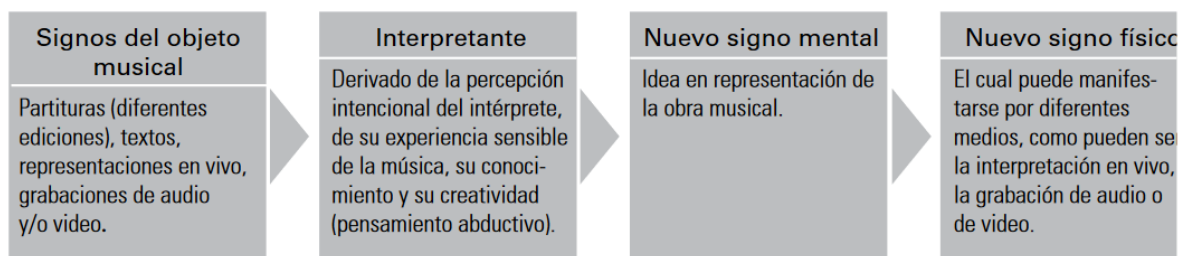 Signos del objeto
musical
Partituras (diferentes
ediciones), textos,
representaciones en vivo,
grabaciones de audio
y/o video.
Interpretante
Derivado de la percepción
intencional del intérprete,
de su experiencia sensible
de la música, su conoci-
miento y su creatividad
(pensamiento abductivo).
Nuevo signo mental
Idea en representación de
la obra musical.
Nuevo signo físico
El cual puede manifes-
tarse por diferentes
medios, como pueden ser
la interpretación en vivo,
la grabación de audio o
de video.